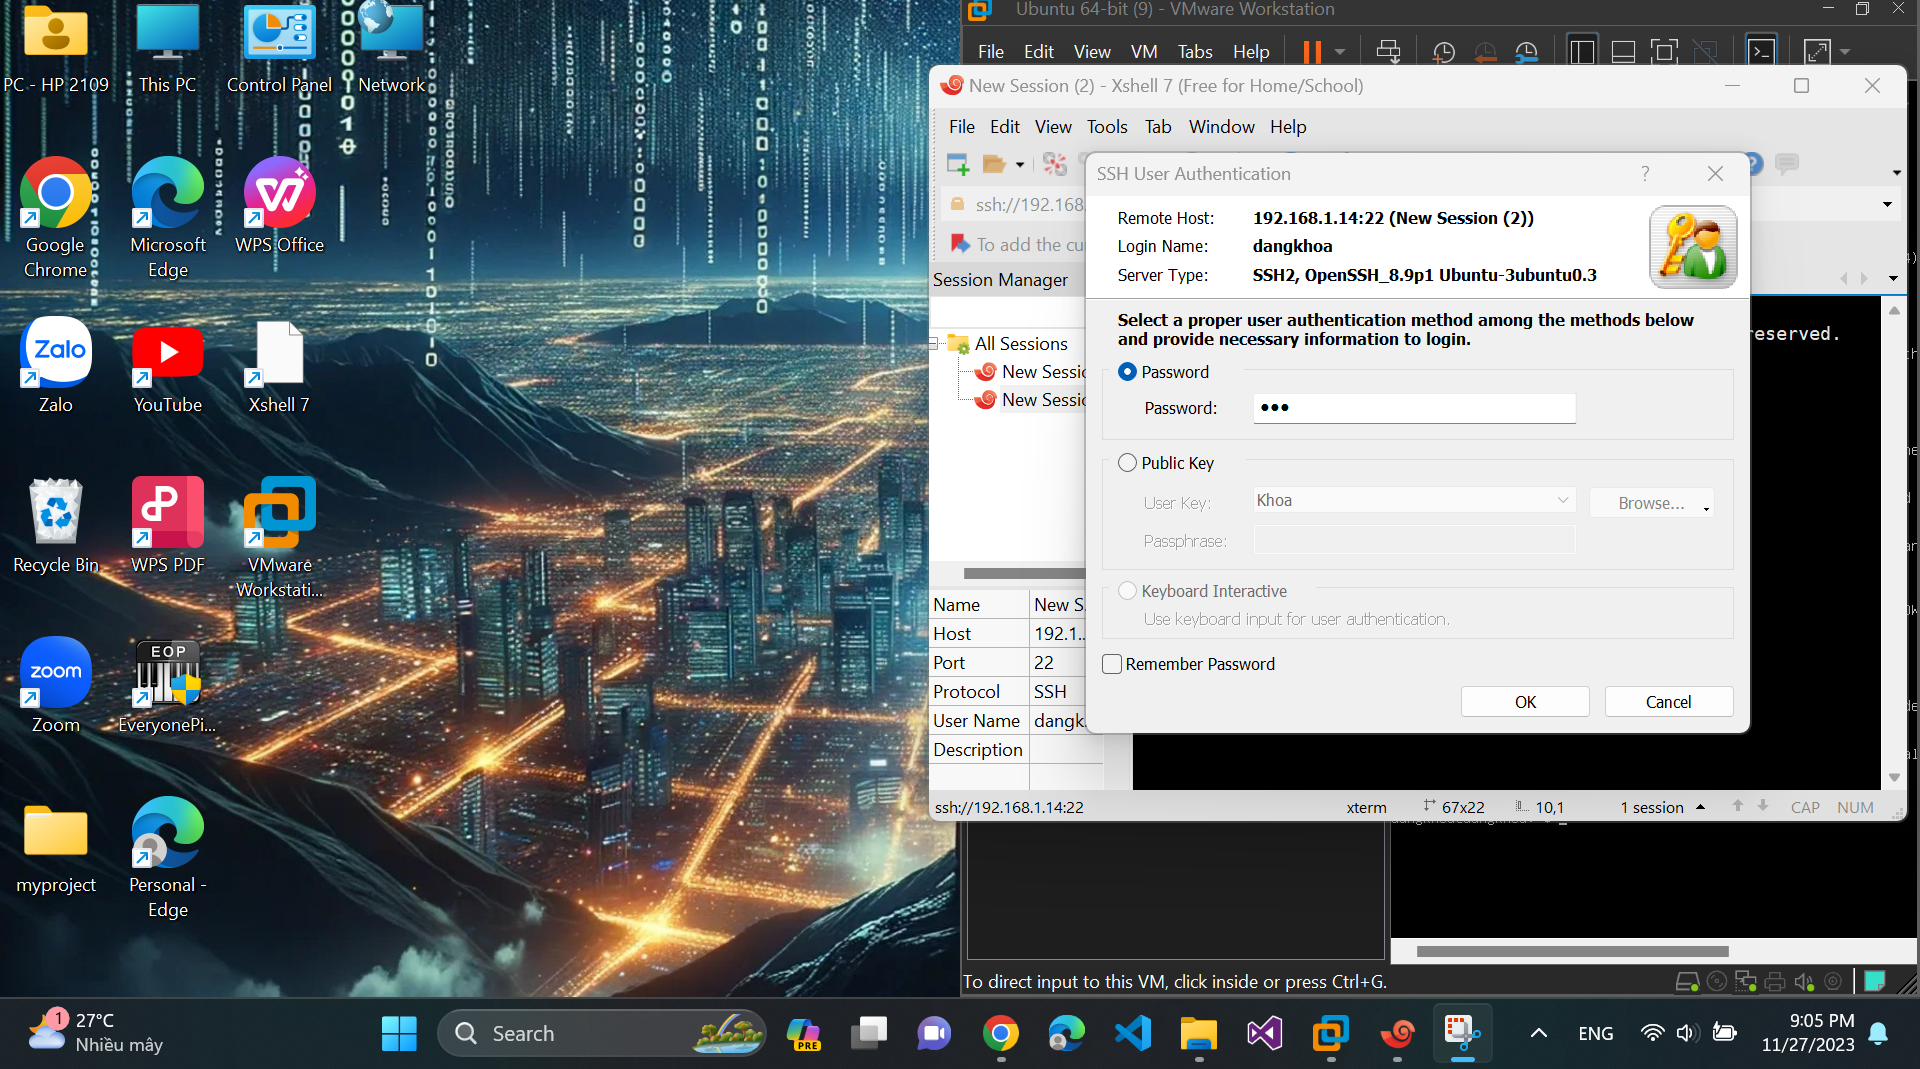 PC - HP 2109
This PC
Control Panel
Network
Google
Chrome
Microsoft
Edge
WPS Office
Zalo
Zalo
YouTube
Xshell 7
Recycle Bin
WPS PDF
VMware
Workstati...
zoom
Zoom
EOP
EveryonePi...
myproject
Personal -
Edge
Ubuntu 64-bit (9) - VMware Workstation
File Edit View VM Tabs Help
New Session (2) - Xshell 7 (Free for Home/School)
File Edit View Tools Tab Window Help
ssh://192.168.
To add the cu
Session Manager
All Sessions
New Sessio
New Sessio
Name New S.
Host 192.1..
Port 22
Protocol SSH
User Name dangk.
Description
SSH User Authentication
?
Remote Host: 192.168.1.14:22 (New Session (2))
Login Name: dangkhoa
Server Type: SSH2, OpenSSH_8.9p1 Ubuntu-3ubuntu0.3
Select a proper user authentication method among the methods below
and provide necessary information to login.
Password
Password: •••
Public Key
User Key: Khoa Browse...
Passphrase:
Keyboard Interactive
Use keyboard input for user authentication.
Remember Password
OK Cancel
eserved.
ssh://192.168.1.14:22 xterm 67x22 10,1 1 session CAP NUM
To direct input to this VM, click inside or press Ctrl+G.
1
27°C
Nhiều mây
Search
PRE
ENG
9:05 PM
11/27/2023